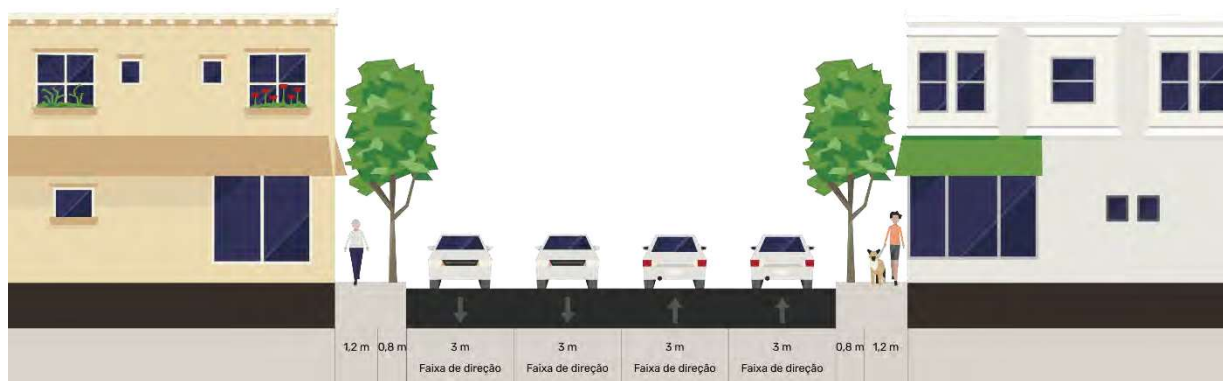 1,2 m 0,8 m 3 m 3 m 3 m 3 m 0,8 m 1,2 m
Faixa de direção Faixa de direção Faixa de direção Faixa de direção